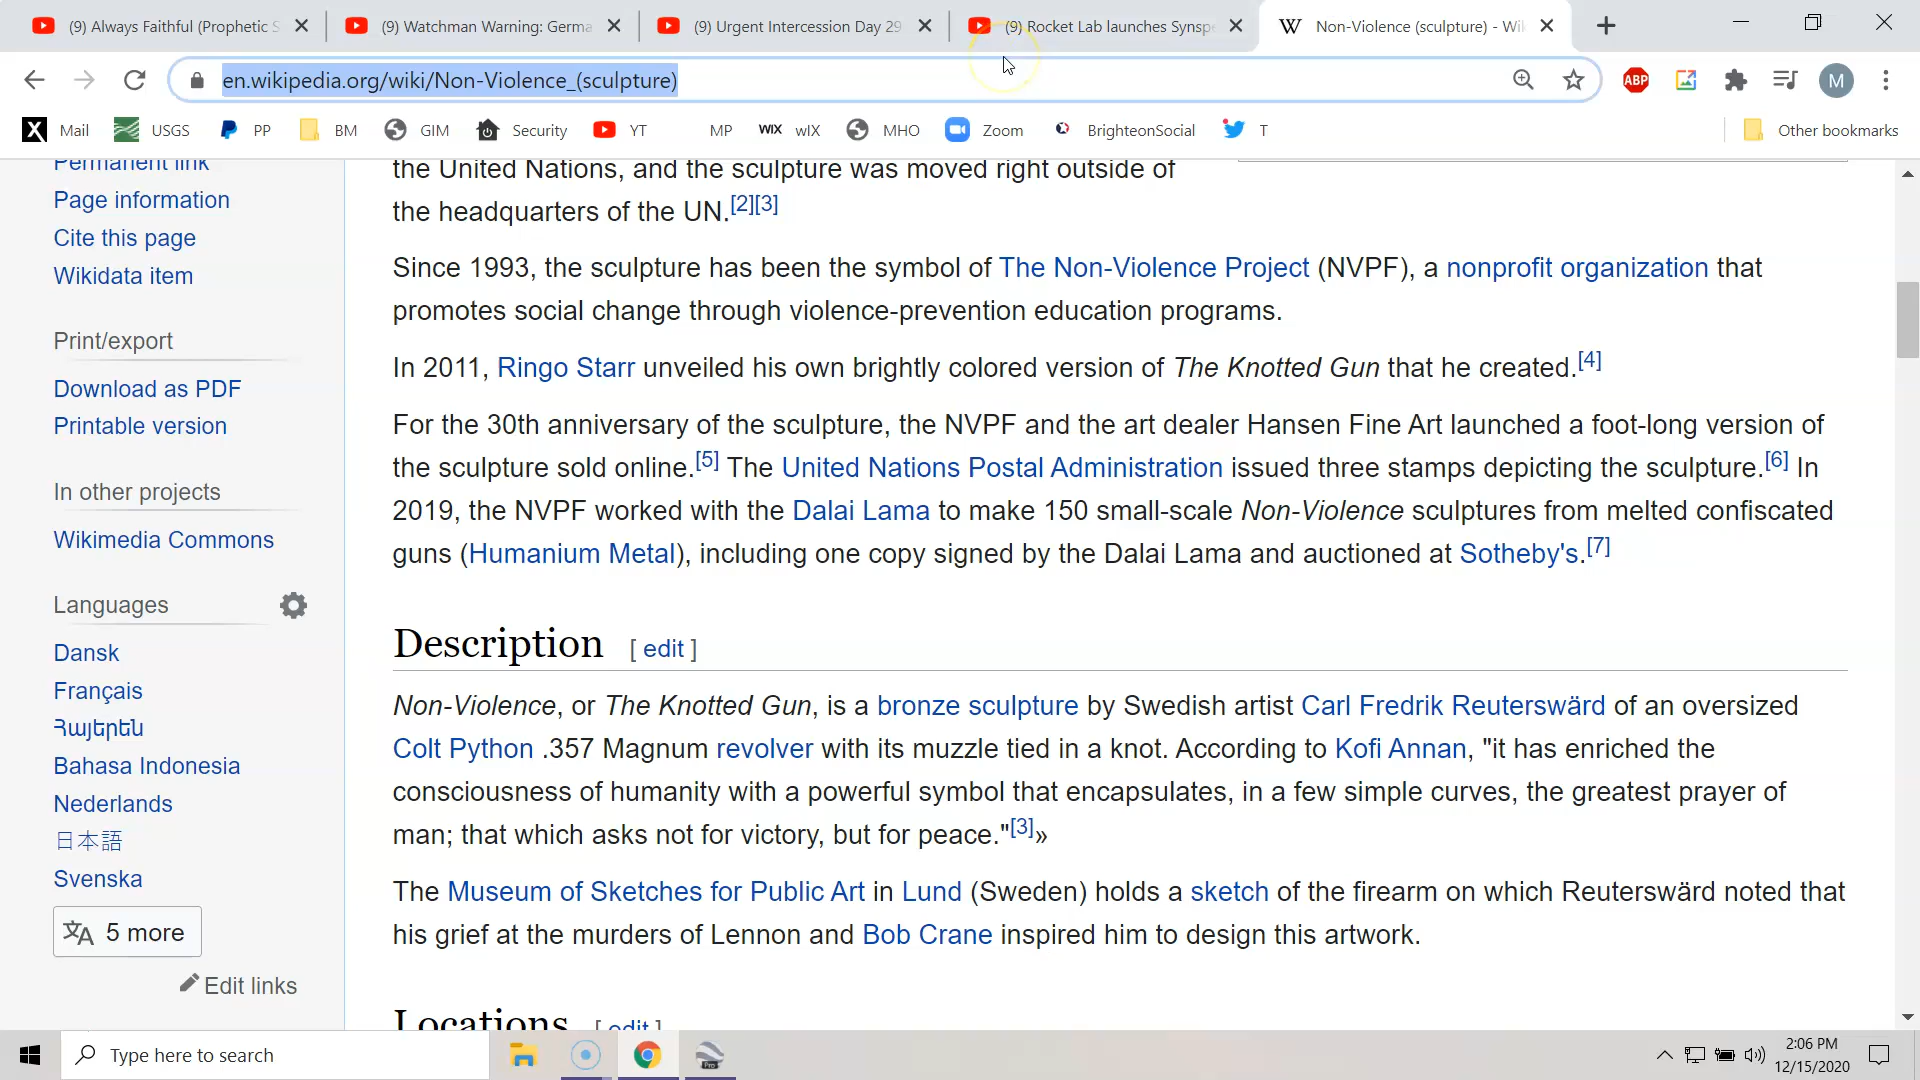 (9) Always Faithful (Prophetic S
(9) Watchman Warning: Germa
(9) Urgent Intercession Day 29
(9) Rocket Lab launches Synspe
W Non-Violence (sculpture) - Wi
en.wikipedia.org/wiki/Non-Violence_(sculpture)
ABP
M
X Mail
USGS
PP
BM
GIM
Security
YT
MP
WIX wIX
MHO
Zoom
BrighteonSocial
T
Other bookmarks
Permanent link
Page information
Cite this page
Wikidata item
Print/export
Download as PDF
Printable version
In other projects
Wikimedia Commons
Languages
Dansk
Français
Հայերեն
Bahasa Indonesia
Nederlands
日本語
Svenska
文A 5 more
Edit links
the United Nations, and the sculpture was moved right outside of
the headquarters of the UN.[2][3]
Since 1993, the sculpture has been the symbol of The Non-Violence Project (NVPF), a nonprofit organization that
promotes social change through violence-prevention education programs.
In 2011, Ringo Starr unveiled his own brightly colored version of The Knotted Gun that he created.[4]
For the 30th anniversary of the sculpture, the NVPF and the art dealer Hansen Fine Art launched a foot-long version of
the sculpture sold online.[5] The United Nations Postal Administration issued three stamps depicting the sculpture.[6] In
2019, the NVPF worked with the Dalai Lama to make 150 small-scale Non-Violence sculptures from melted confiscated
guns (Humanium Metal), including one copy signed by the Dalai Lama and auctioned at Sotheby's.[7]
Description [ edit ]
Non-Violence, or The Knotted Gun, is a bronze sculpture by Swedish artist Carl Fredrik Reuterswärd of an oversized
Colt Python .357 Magnum revolver with its muzzle tied in a knot. According to Kofi Annan, "it has enriched the
consciousness of humanity with a powerful symbol that encapsulates, in a few simple curves, the greatest prayer of
man; that which asks not for victory, but for peace."[3]»
The Museum of Sketches for Public Art in Lund (Sweden) holds a sketch of the firearm on which Reuterswärd noted that
his grief at the murders of Lennon and Bob Crane inspired him to design this artwork.
Locations [ edit ]
Type here to search
Pro
2:06 PM
12/15/2020